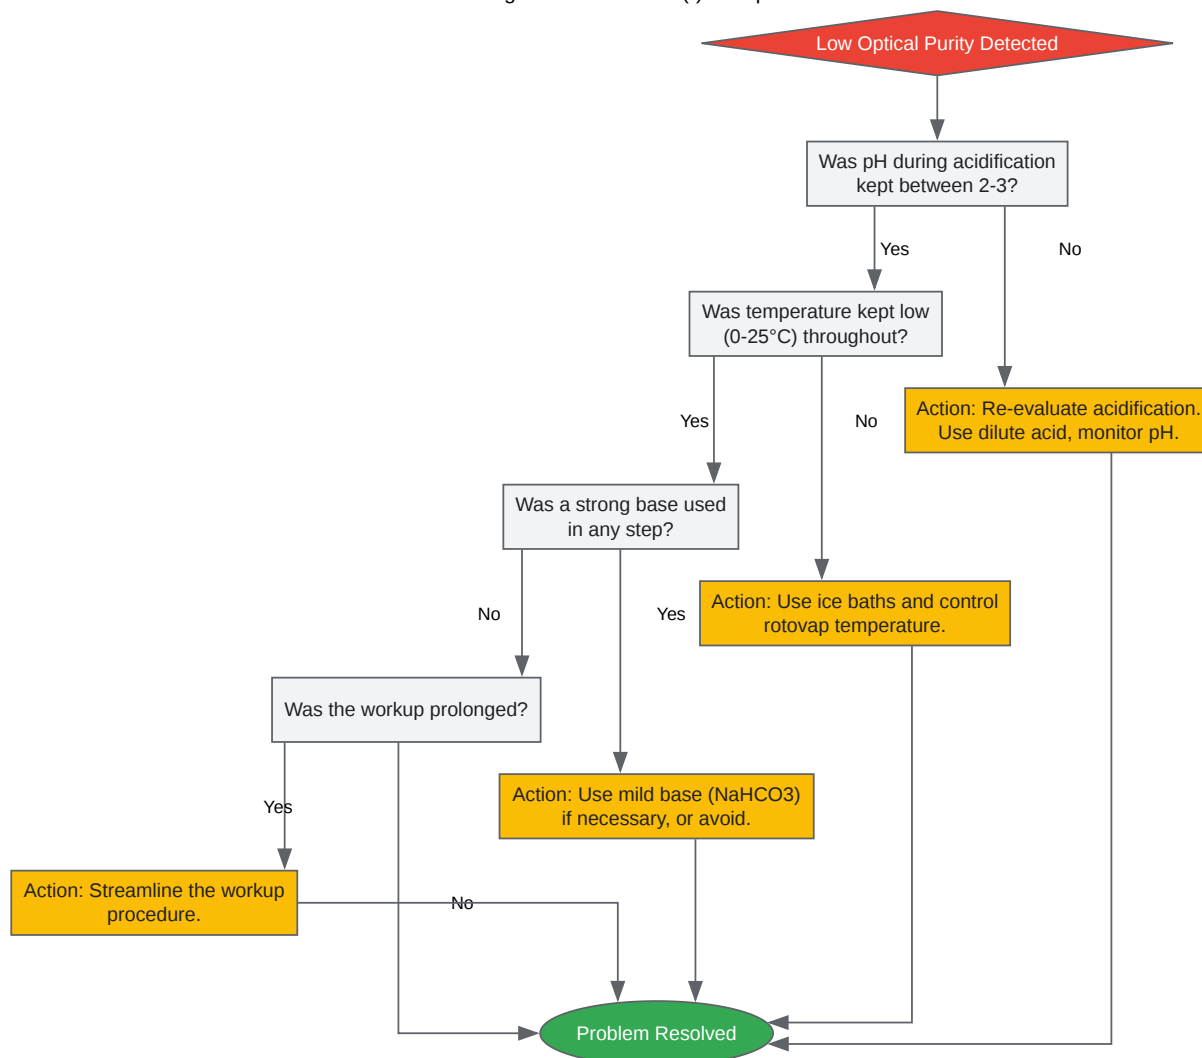 Low Optical Purity Detected
Was pH during acidification
kept between 2-3?
Yes
No
Was temperature kept low
(0-25°C) throughout?
Action: Re-evaluate acidification.
Use dilute acid, monitor pH.
Yes
No
Was a strong base used
in any step?
Action: Use ice baths and control
rotovap temperature.
No
Yes
Was the workup prolonged?
Action: Use mild base (NaHCO3)
if necessary, or avoid.
Yes
Action: Streamline the workup
procedure.
No
Problem Resolved